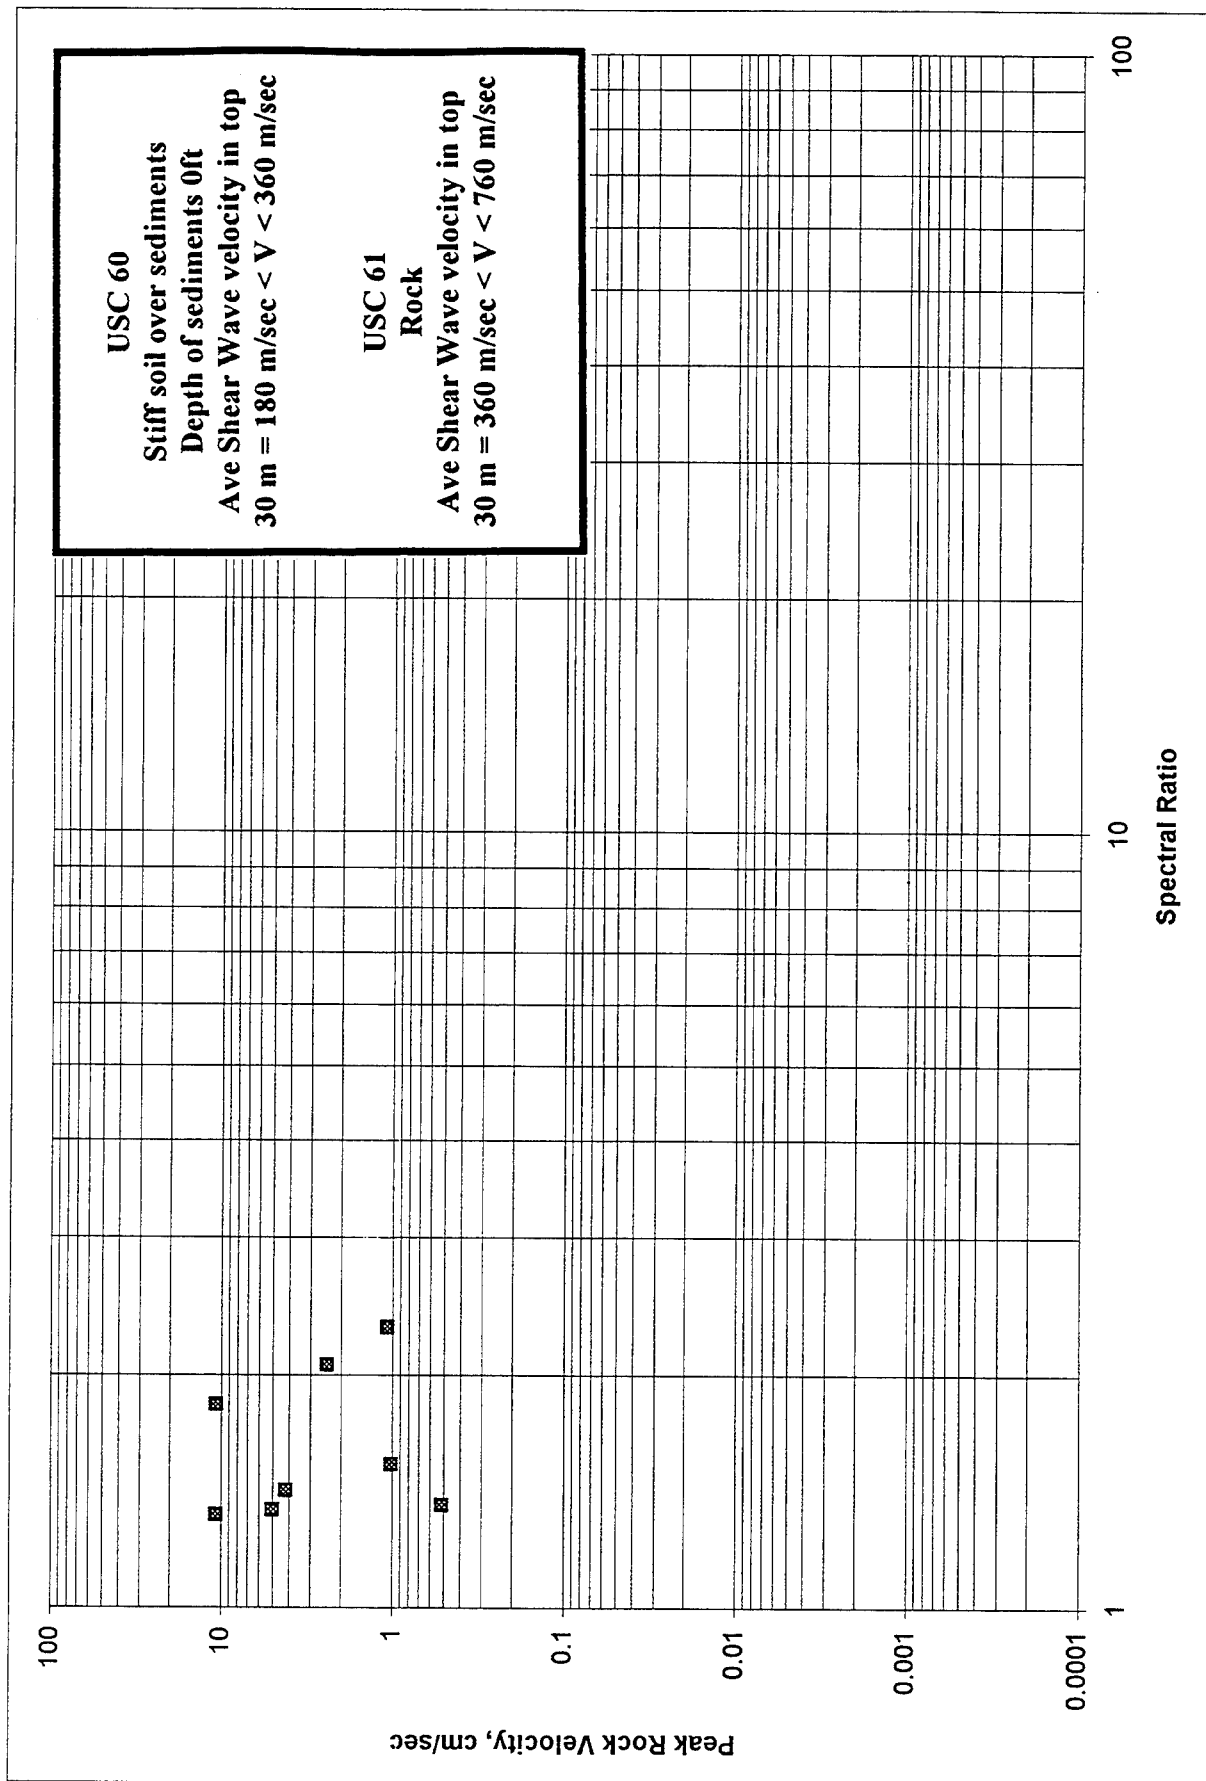 USC 60
Stiff soil over sediments
Depth of sediments 0ft
Ave Shear Wave velocity in top
30 m = 180 m/sec < V < 360 m/sec
USC 61
Rock
Ave Shear Wave velocity in top
30 m = 360 m/sec < V < 760 m/sec
100
10
1
0.1
0.01
0.001
0.0001
Peak Rock Velocity, cm/sec
1
10
100
Spectral Ratio